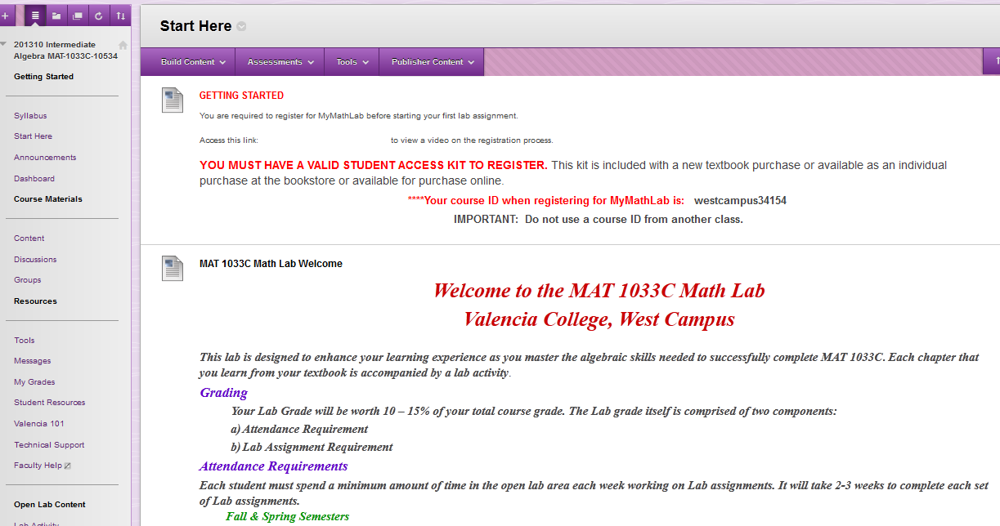 201310 Intermediate
Algebra MAT-1033C-10534
Getting Started
Syllabus
Start Here
Announcements
Dashboard
Course Materials
Content
Discussions
Groups
Resources
Tools
Messages
My Grades
Student Resources
Valencia 101
Technical Support
Faculty Help
Open Lab Content
Lab Activity
Start Here
Build Content
Assessments
Tools
Publisher Content
GETTING STARTED
You are required to register for MyMathLab before starting your first lab assignment.
Access this link: to view a video on the registration process.
YOU MUST HAVE A VALID STUDENT ACCESS KIT TO REGISTER. This kit is included with a new textbook purchase or available as an individual
purchase at the bookstore or available for purchase online.
****Your course ID when registering for MyMathLab is: westcampus34154
IMPORTANT: Do not use a course ID from another class.
MAT 1033C Math Lab Welcome
Welcome to the MAT 1033C Math Lab
Valencia College, West Campus
This lab is designed to enhance your learning experience as you master the algebraic skills needed to successfully complete MAT 1033C. Each chapter that
you learn from your textbook is accompanied by a lab activity.
Grading
Your Lab Grade will be worth 10 – 15% of your total course grade. The Lab grade itself is comprised of two components:
a) Attendance Requirement
b) Lab Assignment Requirement
Attendance Requirements
Each student must spend a minimum amount of time in the open lab area each week working on Lab assignments. It will take 2-3 weeks to complete each set
of Lab assignments.
Fall & Spring Semesters